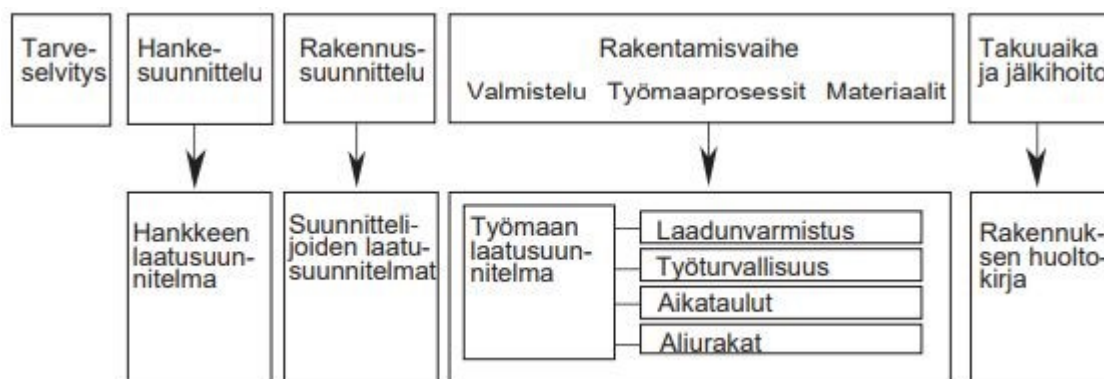 Tarve-
selvitys
Hanke-
suunnittelu
Rakennus-
suunnittelu
Rakentamisvaihe
Valmistelu Työmaaprosessit Materiaalit
Takuuaika
ja jälkihoito
Hankkeen
laatusuun-
nitelma
Suunnitteli-
joiden laatu-
suunnitelmat
Työmaan
laatusuun-
nitelma
Laadunvarmistus
Työturvallisuus
Aikataulut
Aliurakat
Rakennuk-
sen huolto-
kirja